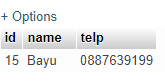 + Options
id name telp
15 Bayu 0887639199